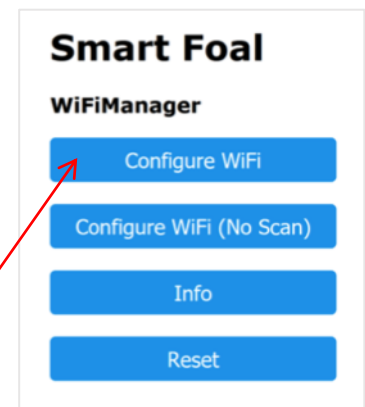 Smart Foal
WiFiManager
Configure WiFi
Configure WiFi (No Scan)
Info
Reset